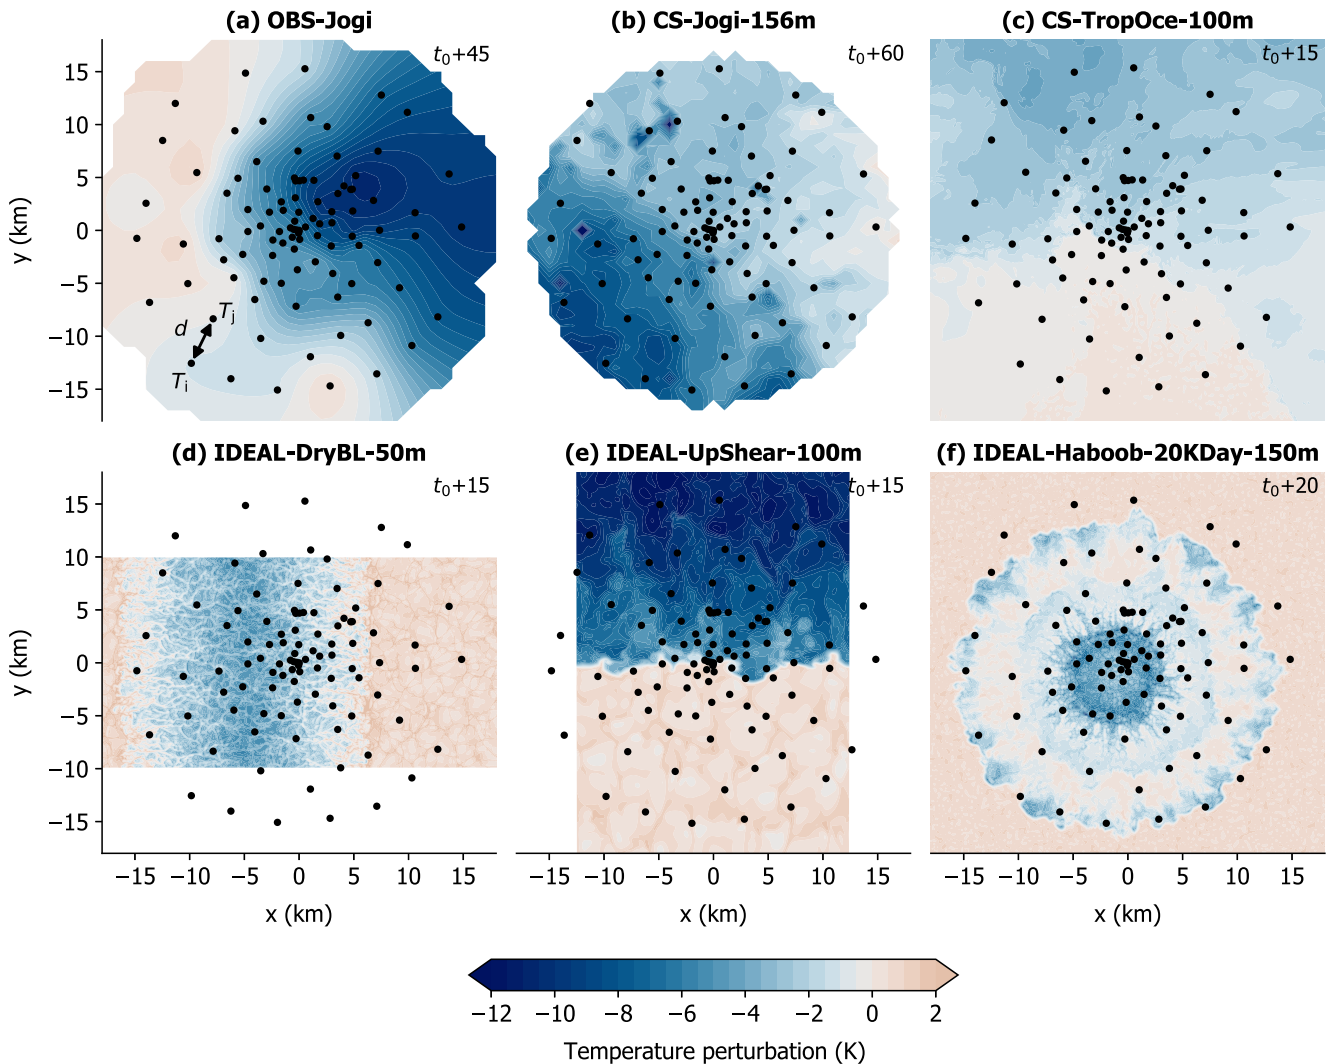 (a) OBS-Jogi
(b) CS-Jogi-156m
(c) CS-TropOce-100m
t₀+45
t₀+60
t₀+15
15
10
5
0
−5
−10
−15
y (km)
d
Tⱼ
Tᵢ
(d) IDEAL-DryBL-50m
(e) IDEAL-UpShear-100m
(f) IDEAL-Haboob-20KDay-150m
t₀+15
t₀+15
t₀+20
15
10
5
0
−5
−10
−15
y (km)
−15 −10 −5 0 5 10 15
−15 −10 −5 0 5 10 15
−15 −10 −5 0 5 10 15
x (km)
x (km)
x (km)
−12 −10 −8 −6 −4 −2 0 2
Temperature perturbation (K)